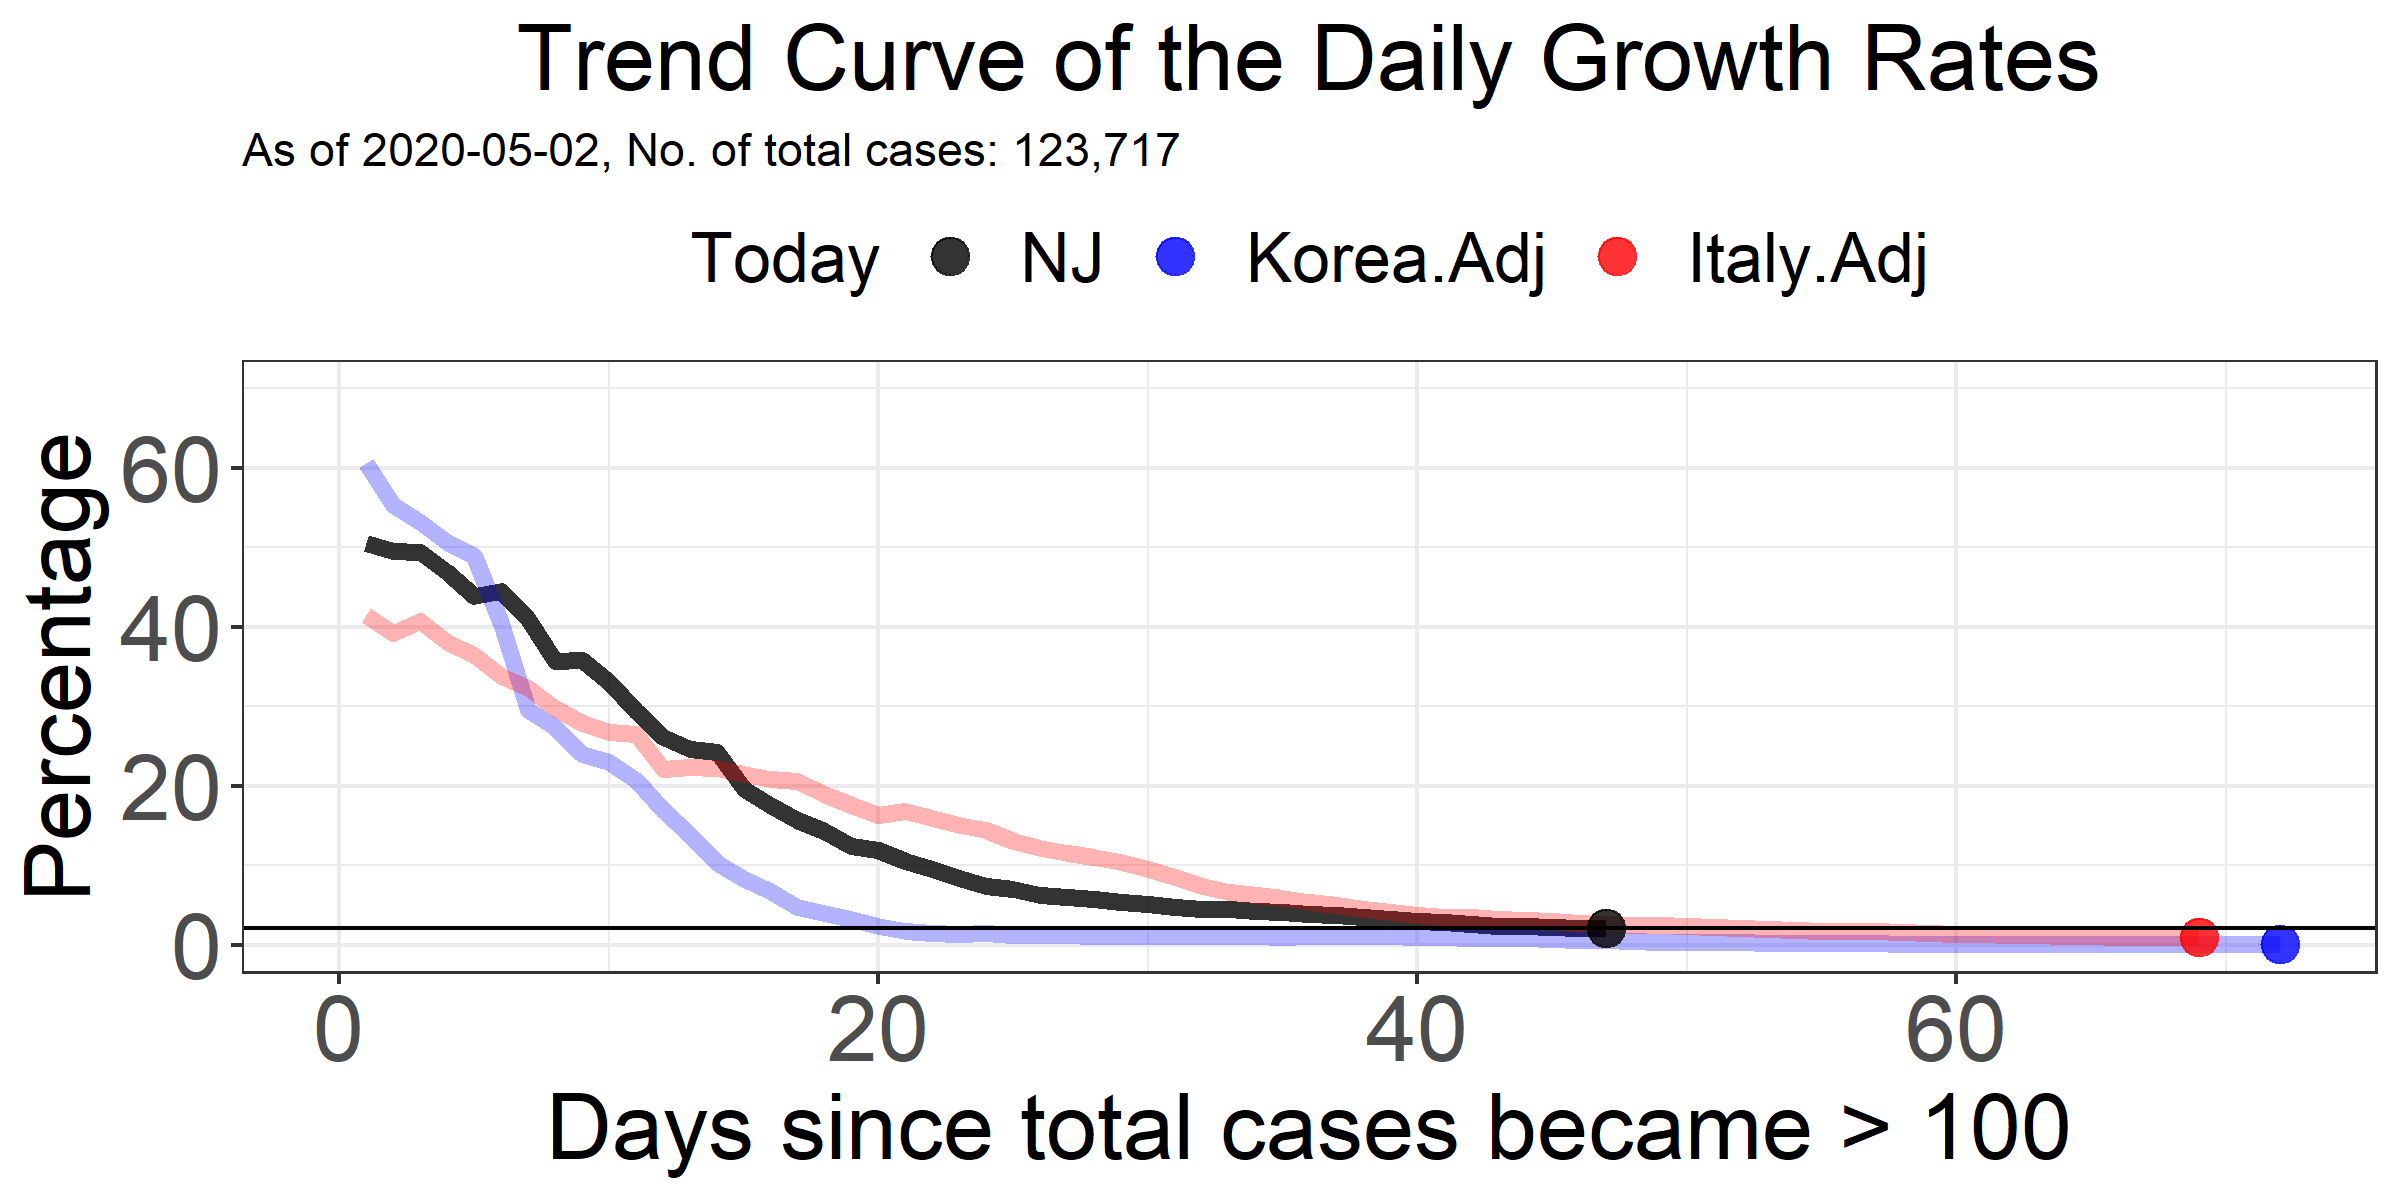 Trend Curve of the Daily Growth Rates
As of 2020-05-02, No. of total cases: 123,717
Today NJ Korea.Adj Italy.Adj
Percentage
60
40
20
0
0 20 40 60
Days since total cases became > 100